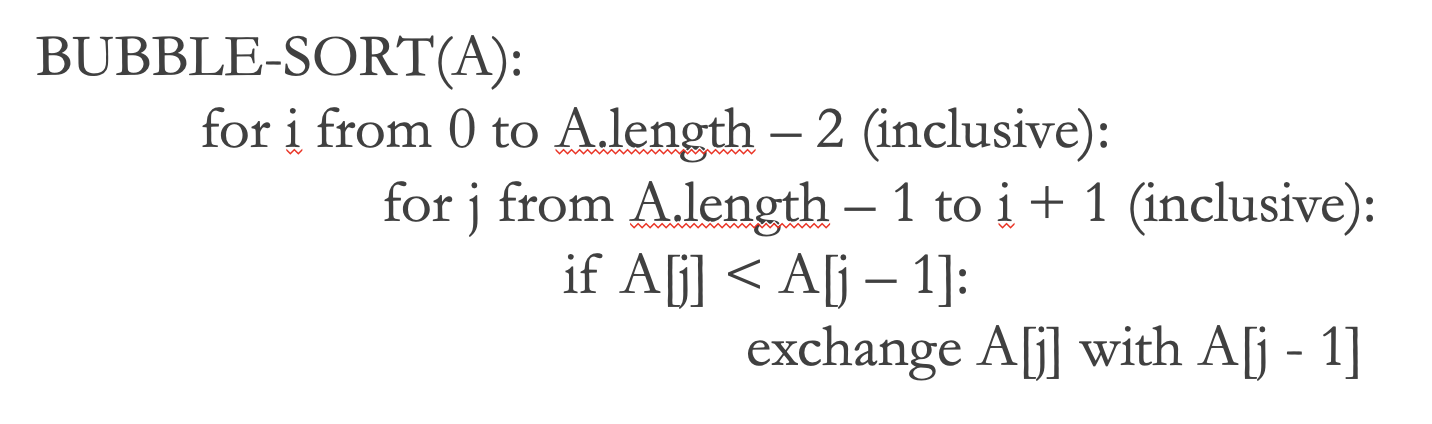 BUBBLE-SORT(A):
for i from 0 to A.length – 2 (inclusive):
for j from A.length – 1 to i + 1 (inclusive):
if A[j] < A[j – 1]:
exchange A[j] with A[j - 1]